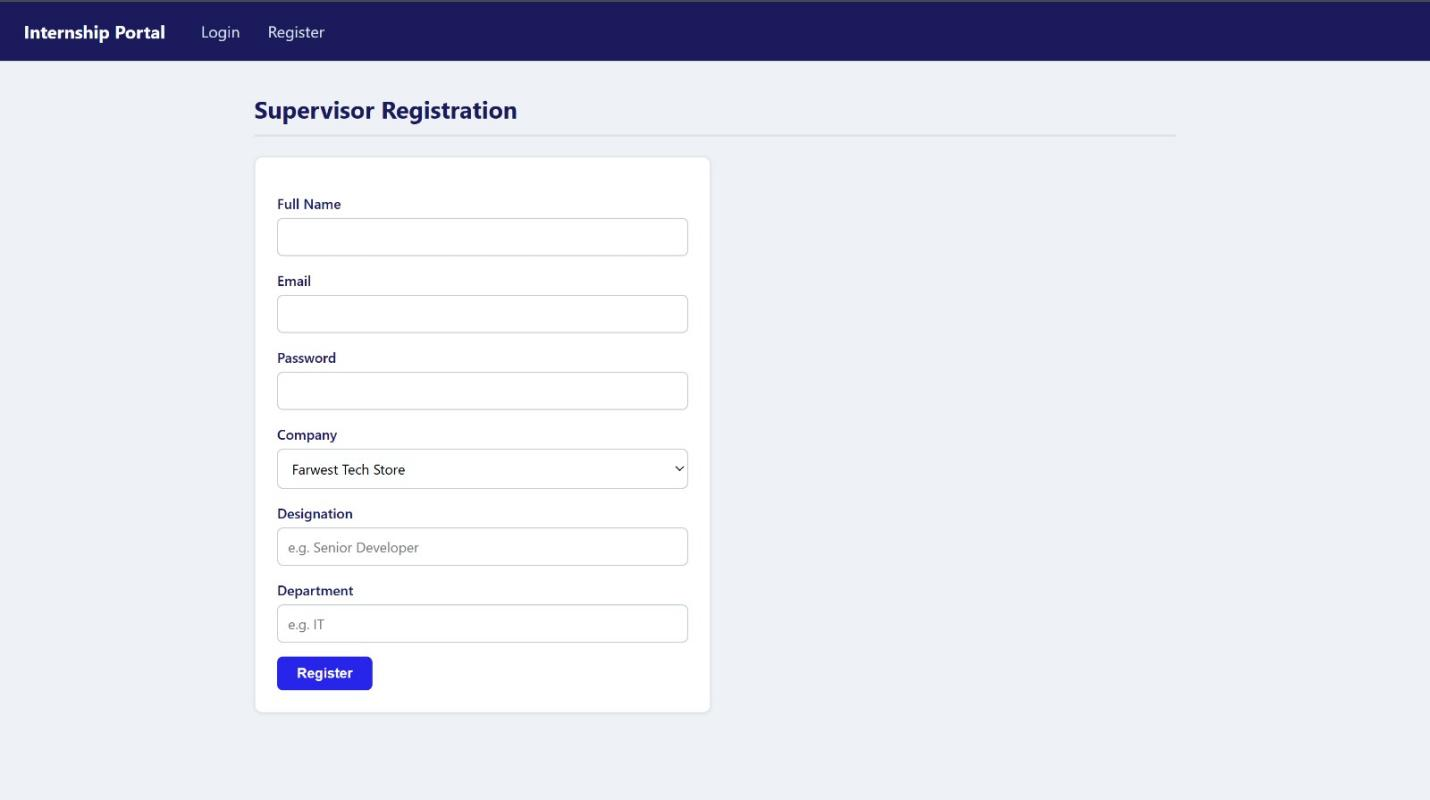 Internship Portal Login Register
Supervisor Registration
Full Name
Email
Password
Company
Farwest Tech Store
Designation
e.g. Senior Developer
Department
e.g. IT
Register